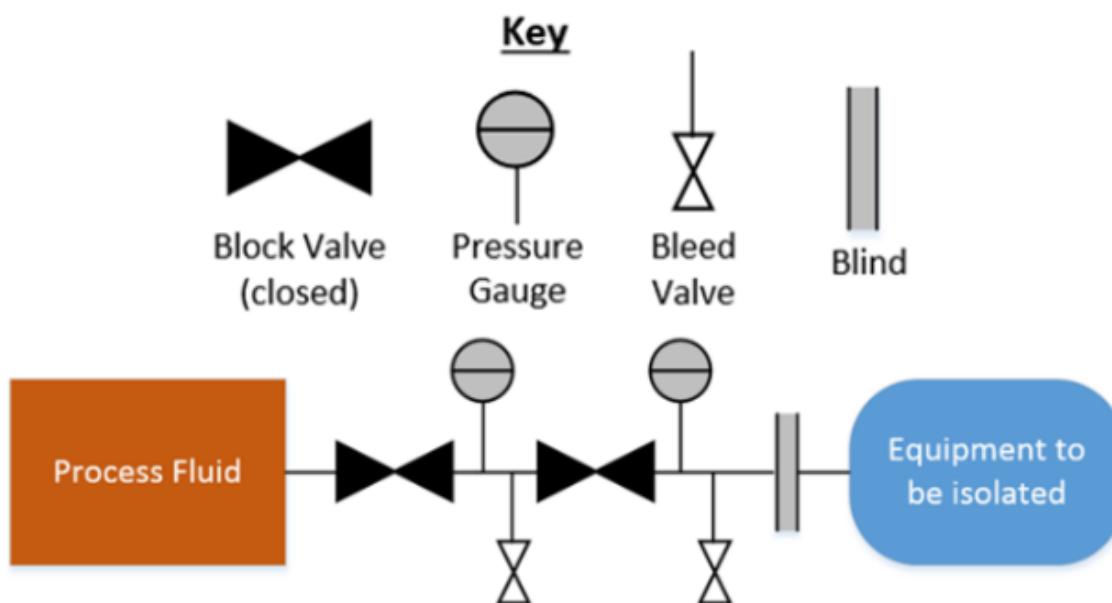 Key
Block Valve
(closed)
Pressure
Gauge
Bleed
Valve
Blind
Process Fluid
Equipment to
be isolated